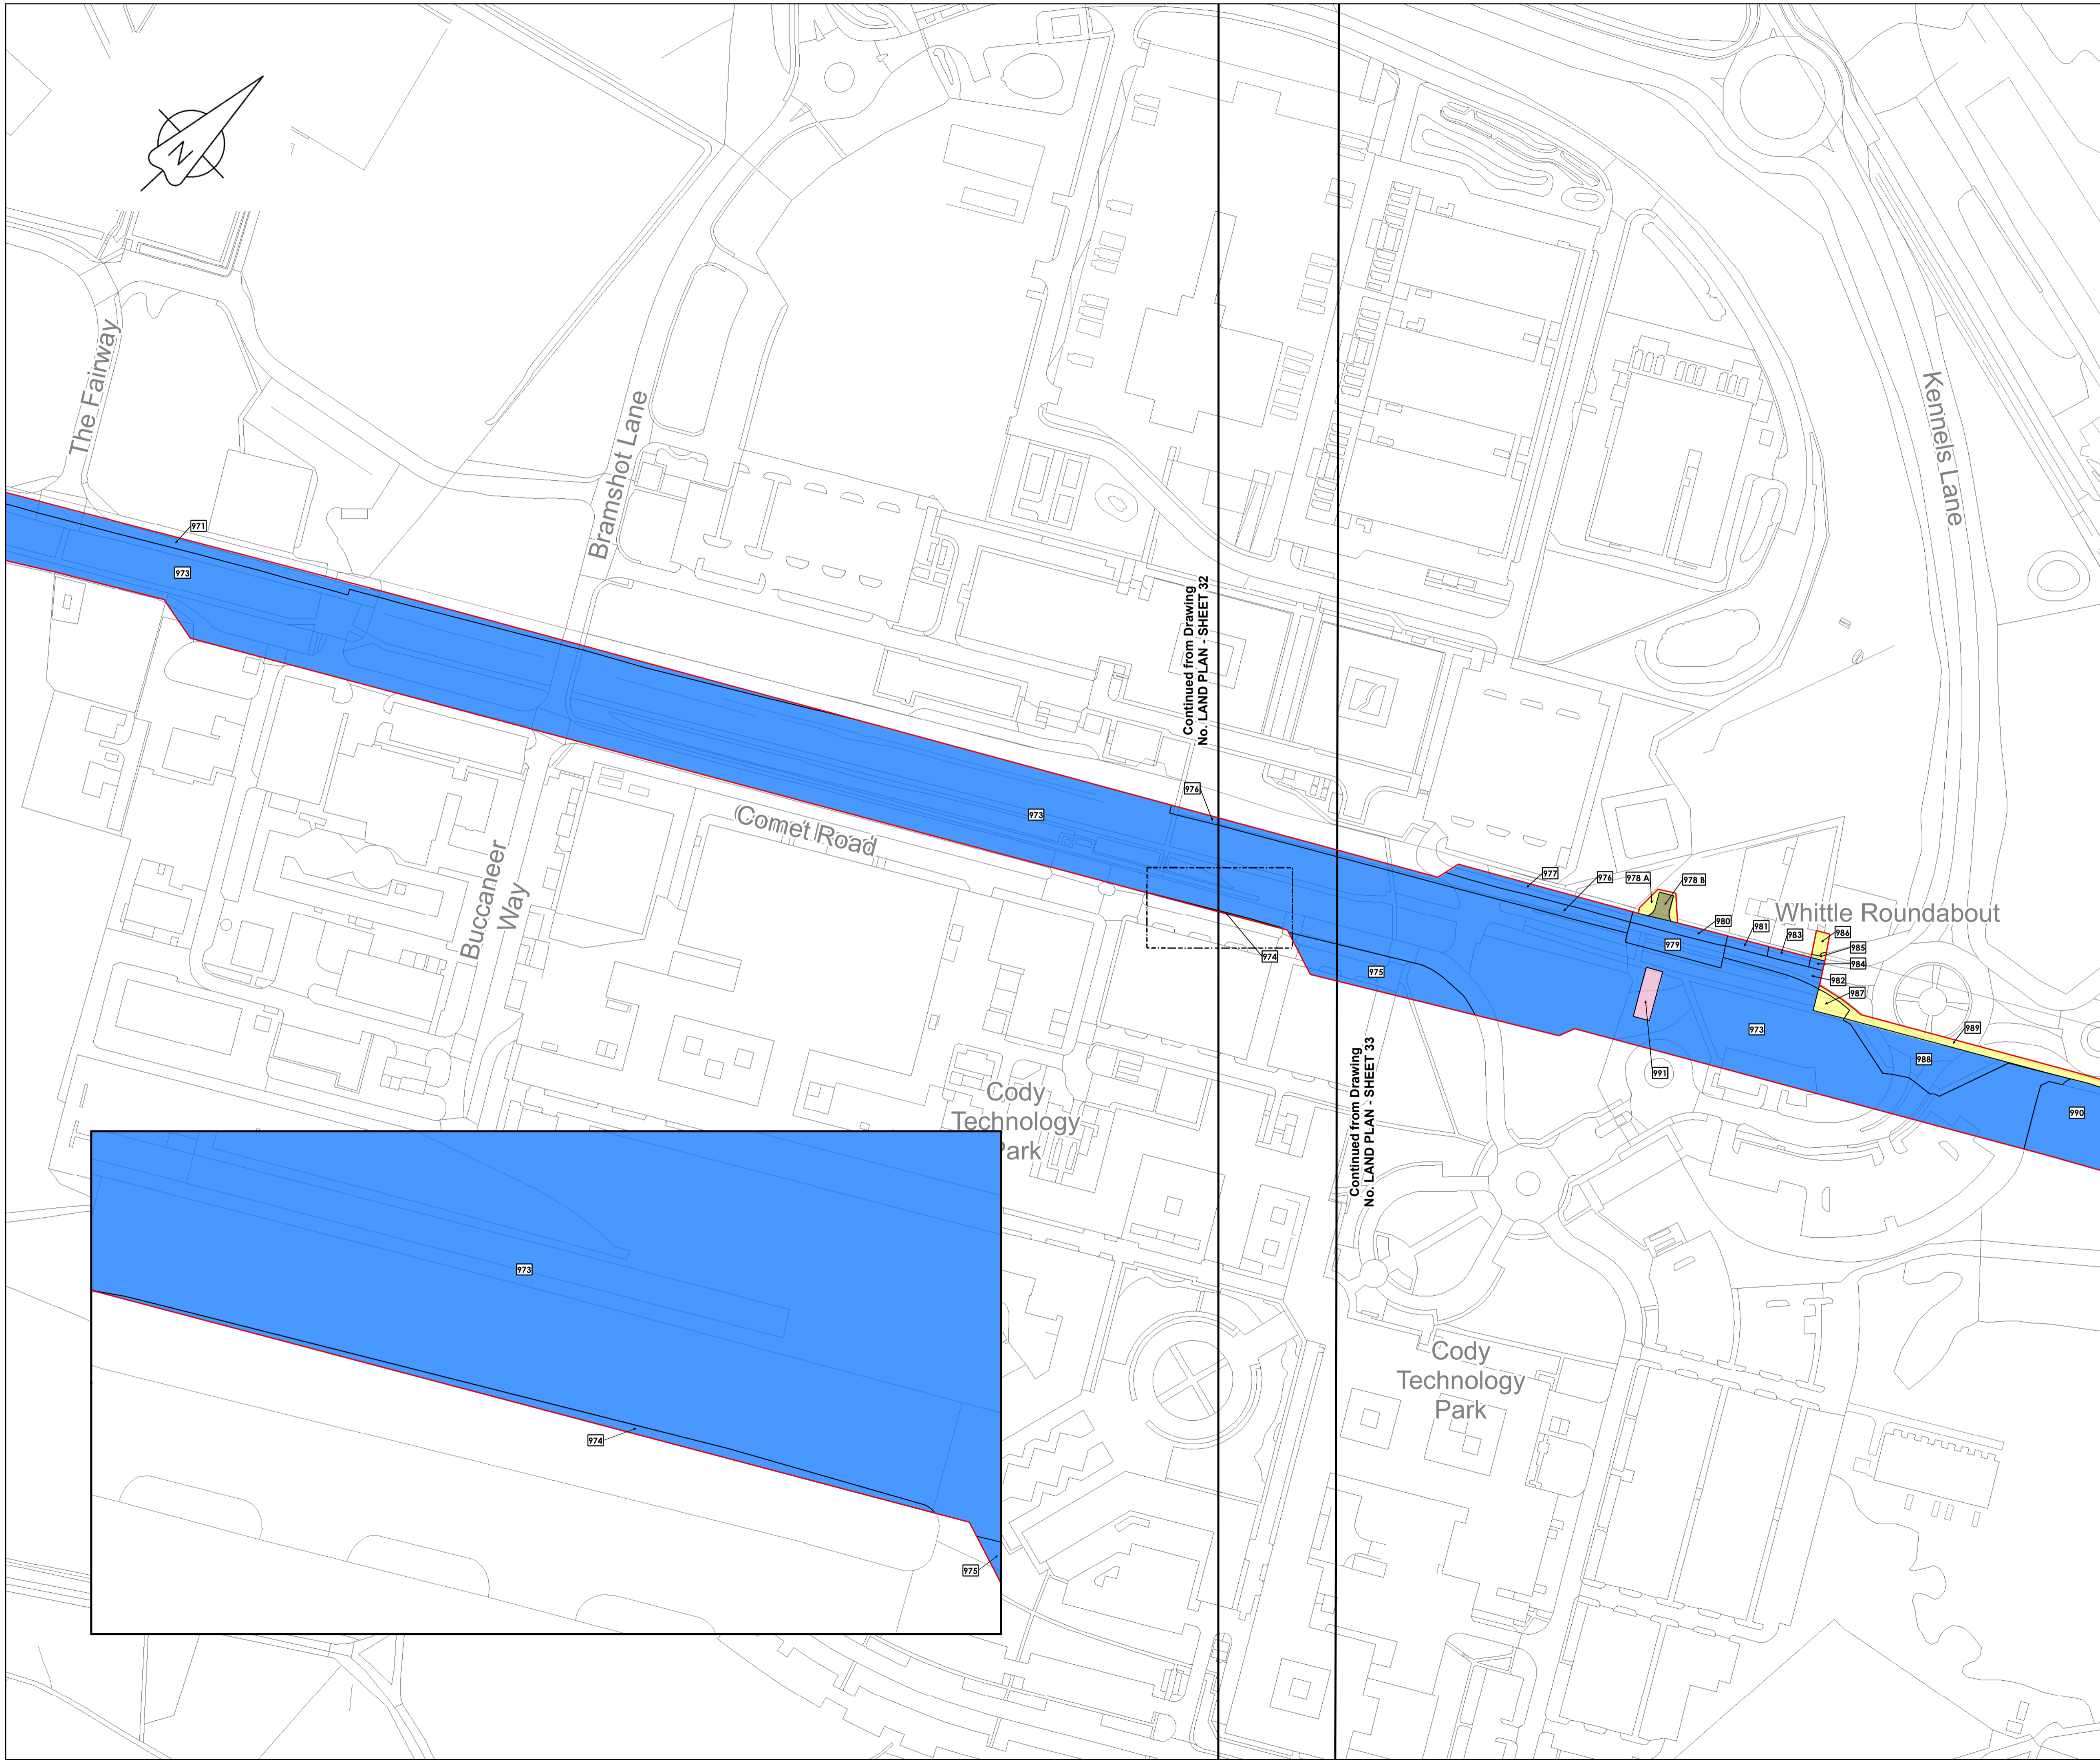 N
The Fairway
Bramshot Lane
Kennels Lane
971
973
Continued from Drawing
No. LAND PLAN - SHEET 32
976
973
Comet Road
Buccaneer
Way
977
976
978 A
978 B
Whittle Roundabout
980
981
983
986
979
985
984
982
987
974
975
973
989
988
991
990
Continued from Drawing
No. LAND PLAN - SHEET 33
Cody
Technology
Park
973
974
975
Cody
Technology
Park